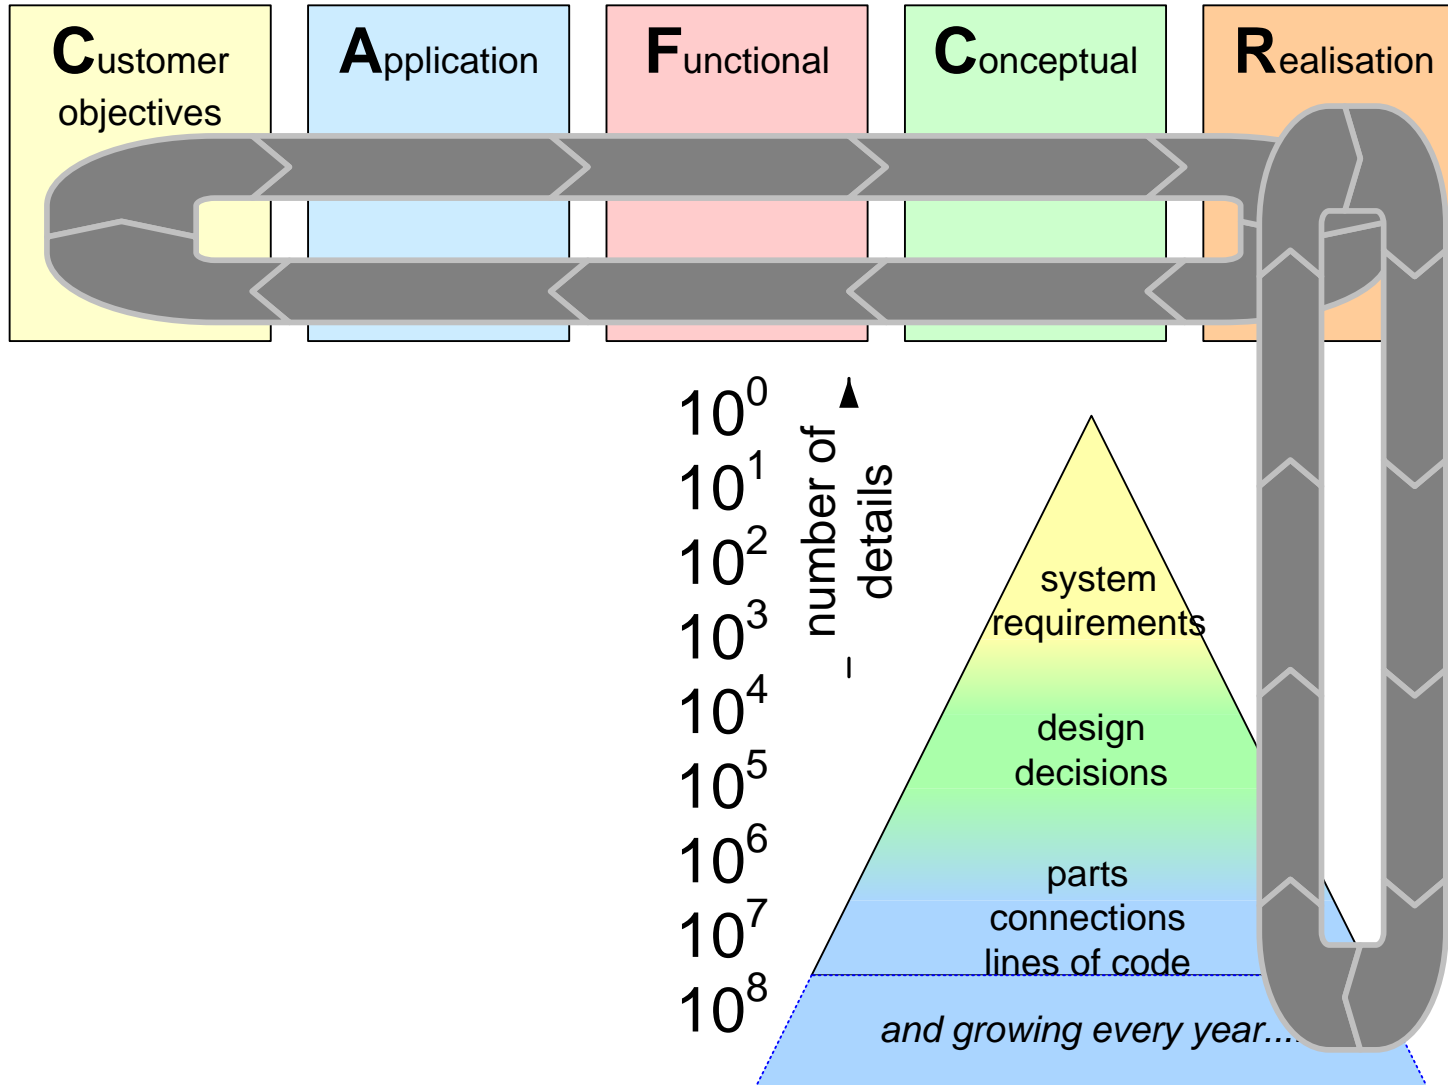 Customer
objectives
Application
Functional
Conceptual
Realisation
10^0
10^1
10^2
10^3
10^4
10^5
10^6
10^7
10^8
number of
details
system
requirements
design
decisions
parts
connections
lines of code
and growing every year....